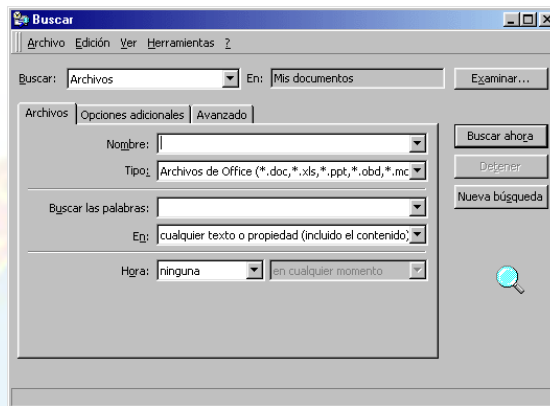 Buscar
Archivo Edición Ver Herramientas ?
Buscar: Archivos En: Mis documentos Examinar...
Archivos Opciones adicionales Avanzado
Nombre: Buscar ahora
Tipo: Archivos de Office (*.doc,*.xls,*.ppt,*.obd,*.mc
Detener
Buscar las palabras: Nueva búsqueda
En: cualquier texto o propiedad (incluido el contenido)
Hora: ninguna en cualquier momento